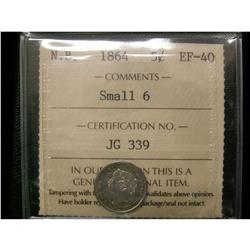 N.B. 1864 5¢ EF-40
— COMMENTS —
Small 6
— CERTIFICATION NO. —
JG 339
IN OUR THIS IS A
GENU NAL ITEM.
Tampering with validates above opinion.
Have holder package/seal not intact.